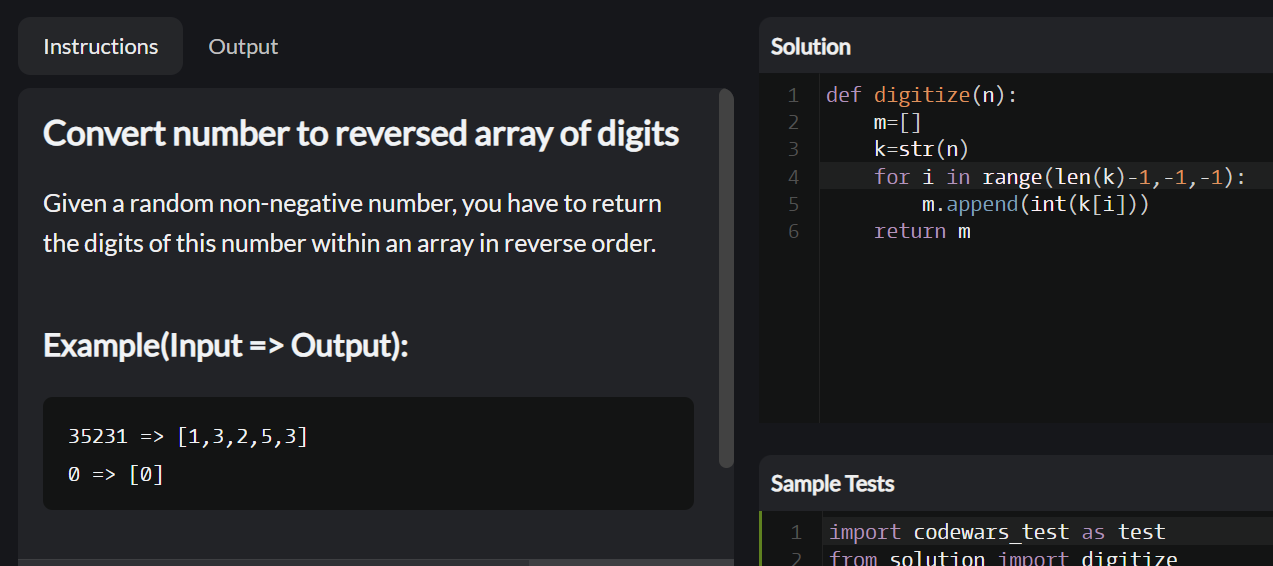 Instructions
Output
Convert number to reversed array of digits
Given a random non-negative number, you have to return
the digits of this number within an array in reverse order.
Example(Input => Output):
35231 => [1,3,2,5,3]
0 => [0]
Solution
1 def digitize(n):
2     m=[]
3     k=str(n)
4     for i in range(len(k)-1,-1,-1):
5         m.append(int(k[i]))
6     return m
Sample Tests
1 import codewars_test as test
2 from solution import digitize